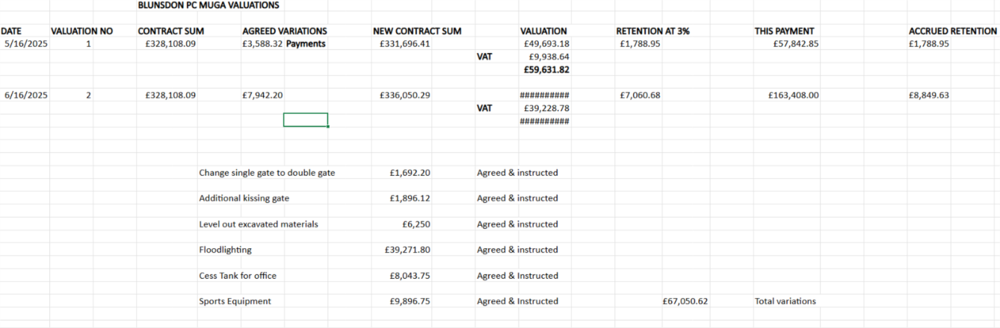 BLUNSDON PC MUGA VALUATIONS
DATE VALUATION NO CONTRACT SUM AGREED VARIATIONS NEW CONTRACT SUM VALUATION RETENTION AT 3% THIS PAYMENT ACCRUED RETENTION
5/16/2025 1 £328,108.09 £3,588.32 Payments £331,696.41 £49,693.18 £1,788.95 £57,842.85 £1,788.95
VAT £9,938.64
£59,631.82
6/16/2025 2 £328,108.09 £7,942.20 £336,050.29 ########## £7,060.68 £163,408.00 £8,849.63
VAT £39,228.78
##########
Change single gate to double gate £1,692.20 Agreed & instructed
Additional kissing gate £1,896.12 Agreed & instructed
Level out excavated materials £6,250 Agreed & instructed
Floodlighting £39,271.80 Agreed & instructed
Cess Tank for office £8,043.75 Agreed & Instructed
Sports Equipment £9,896.75 Agreed & Instructed £67,050.62 Total variations